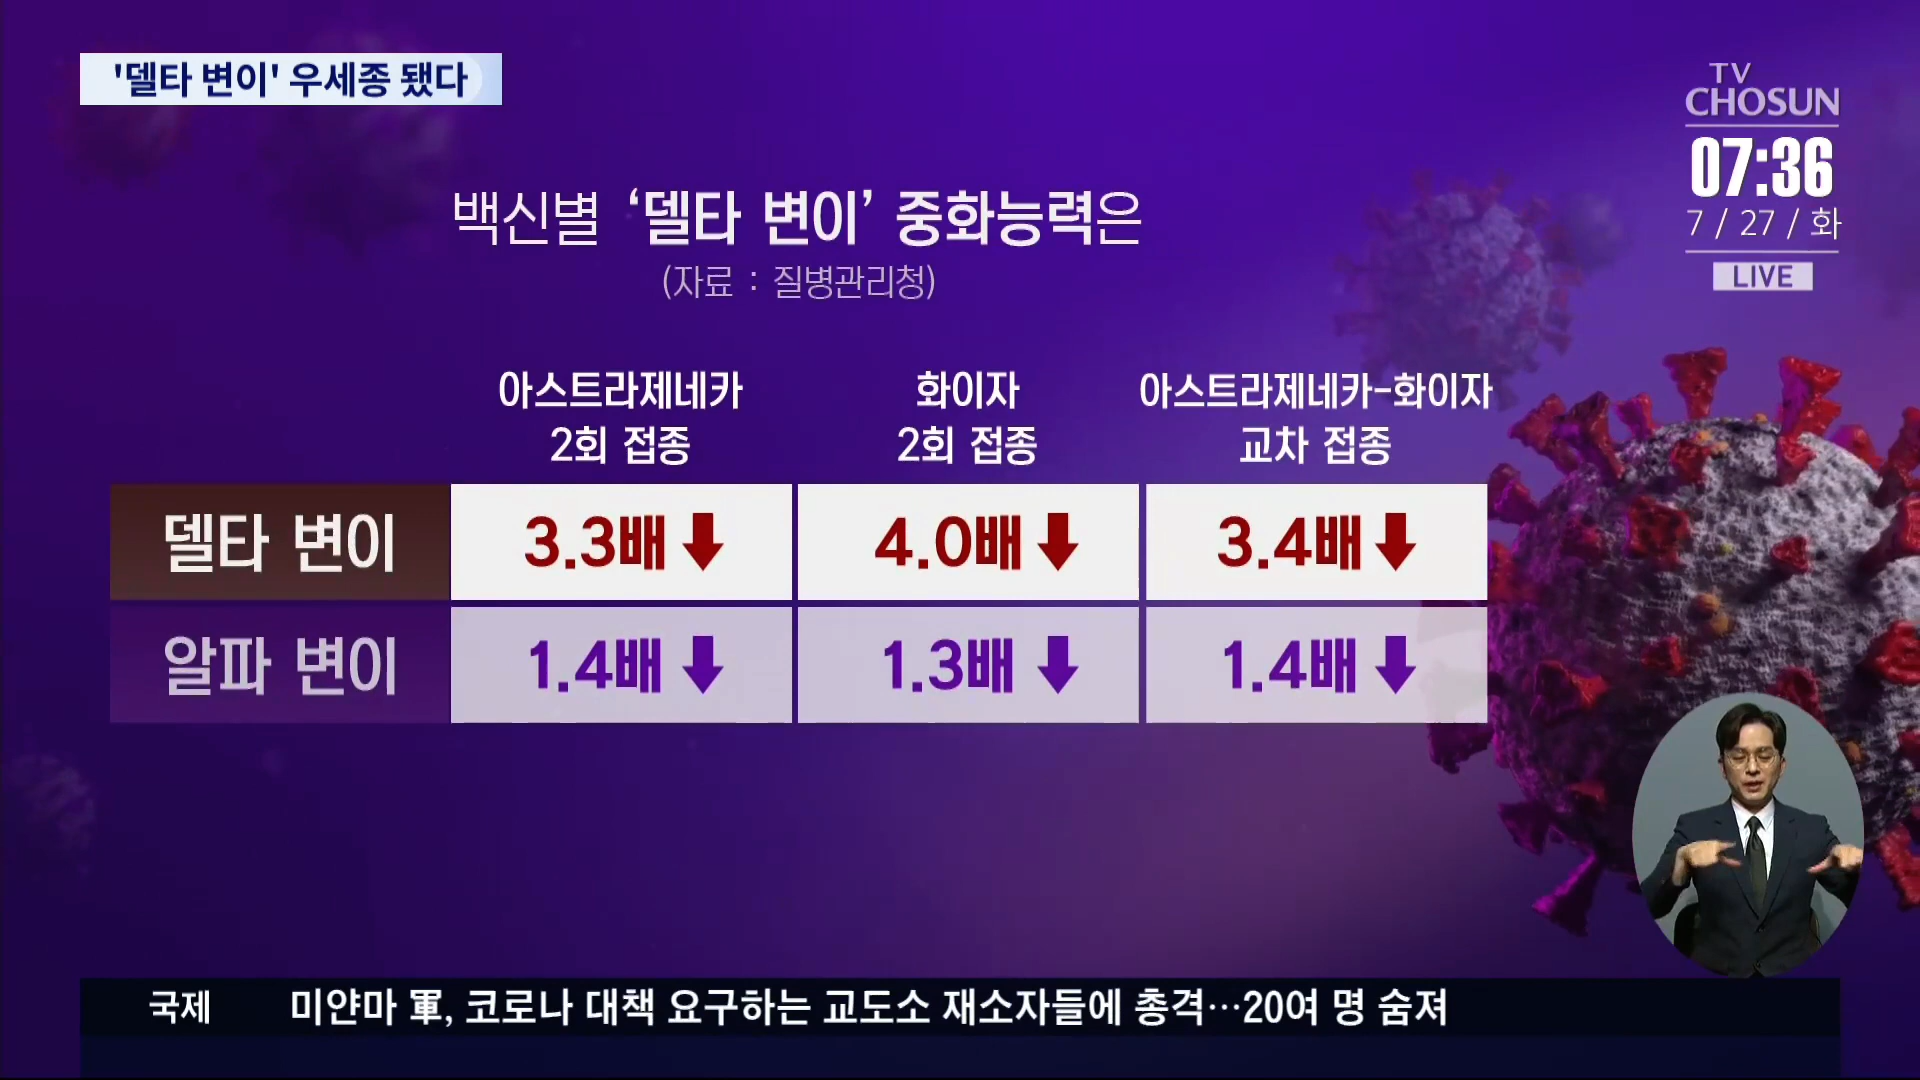 '델타 변이' 우세종 됐다
TV
CHOSUN
07:36
7 / 27 / 화
LIVE
백신별 ‘델타 변이’ 중화능력은
(자료 : 질병관리청)
아스트라제네카
2회 접종
화이자
2회 접종
아스트라제네카-화이자
교차 접종
델타 변이
3.3배
4.0배
3.4배
알파 변이
1.4배
1.3배
1.4배
국제
미얀마 軍, 코로나 대책 요구하는 교도소 재소자들에 총격…20여 명 숨져